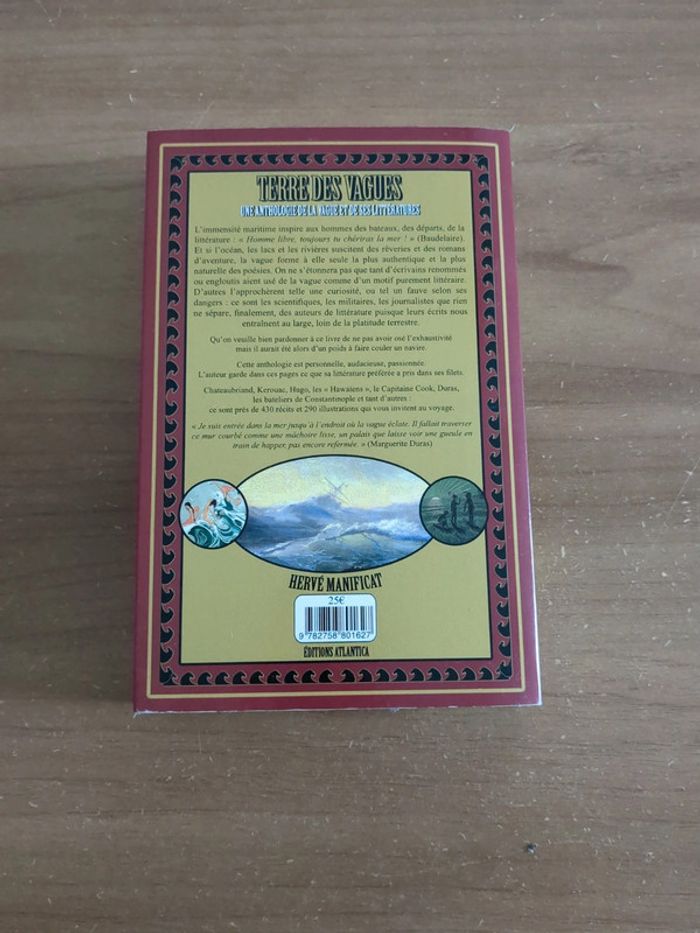 TERRE DES VAGUES
UNE ANTHOLOGIE DE LA VAGUE ET DE SES LITTÉRATURES
L'immensité maritime inspire aux hommes des bateaux, des départs, de la
littérature : « Homme libre, toujours tu chériras la mer ! » (Baudelaire).
Et si l'océan, les lacs et les rivières suscitent des rêveries et des romans
d'aventure, la vague forme à elle seule la plus authentique et la plus
naturelle des poésies. On ne s'étonnera pas que tant d'écrivains renommés
ou engloutis aient usé de la vague comme d'un motif purement littéraire.
D'autres l'approchèrent telle une curiosité, ou tel un fauve selon ses
dangers : ce sont les scientifiques, les militaires, les journalistes que rien
ne sépare, finalement, des auteurs de littérature puisque leurs écrits nous
entraînent au large, loin de la platitude terrestre.
Qu'on veuille bien pardonner à ce livre de ne pas avoir osé l'exhaustivité
mais il aurait été alors d'un poids à faire couler un navire.
Cette anthologie est personnelle, audacieuse, passionnée.
L'auteur garde dans ces pages ce que sa littérature préférée a pris dans ses filets.
Chateaubriand, Kerouac, Hugo, les « Hawaïens », le Capitaine Cook, Duras,
les bateliers de Constantinople et tant d'autres :
ce sont près de 430 récits et 290 illustrations qui vous invitent au voyage.
« Je suis entrée dans la mer jusqu'à l'endroit où la vague éclate. Il fallait traverser
ce mur courbé comme une mâchoire lisse, un palais que laisse voir une gueule en
train de happer, pas encore refermée. » (Marguerite Duras)
HERVÉ MANIFICAT
25€
9 782758 801627
ÉDITIONS ATLANTICA